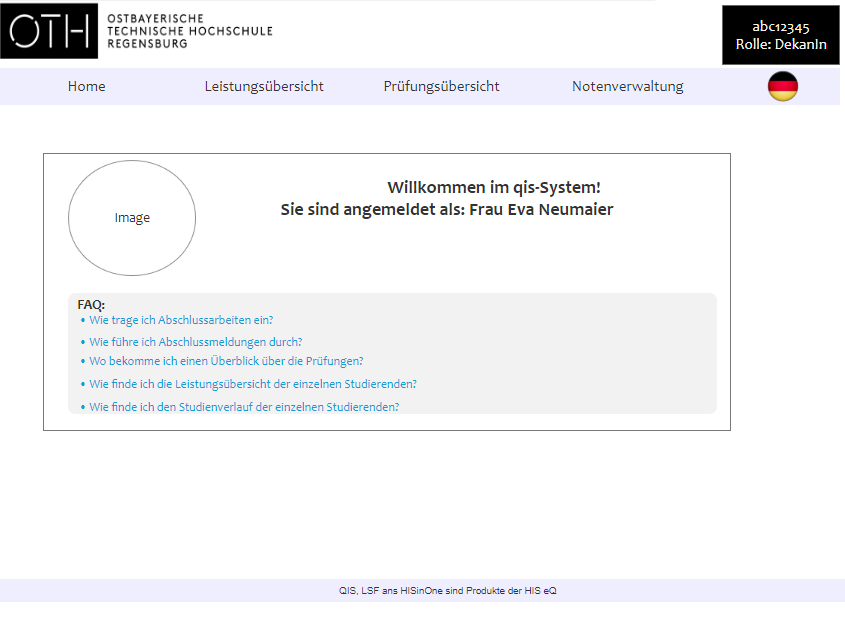 OTH
OSTBAYERISCHE
TECHNISCHE HOCHSCHULE
REGENSBURG
abc12345
Rolle: DekanIn
Home
Leistungsübersicht
Prüfungsübersicht
Notenverwaltung
Image
Willkommen im qis-System!
Sie sind angemeldet als: Frau Eva Neumaier
FAQ:
• Wie trage ich Abschlussarbeiten ein?
• Wie führe ich Abschlussmeldungen durch?
• Wo bekomme ich einen Überblick über die Prüfungen?
• Wie finde ich die Leistungsübersicht der einzelnen Studierenden?
• Wie finde ich den Studienverlauf der einzelnen Studierenden?
QIS, LSF ans HISinOne sind Produkte der HIS eQ